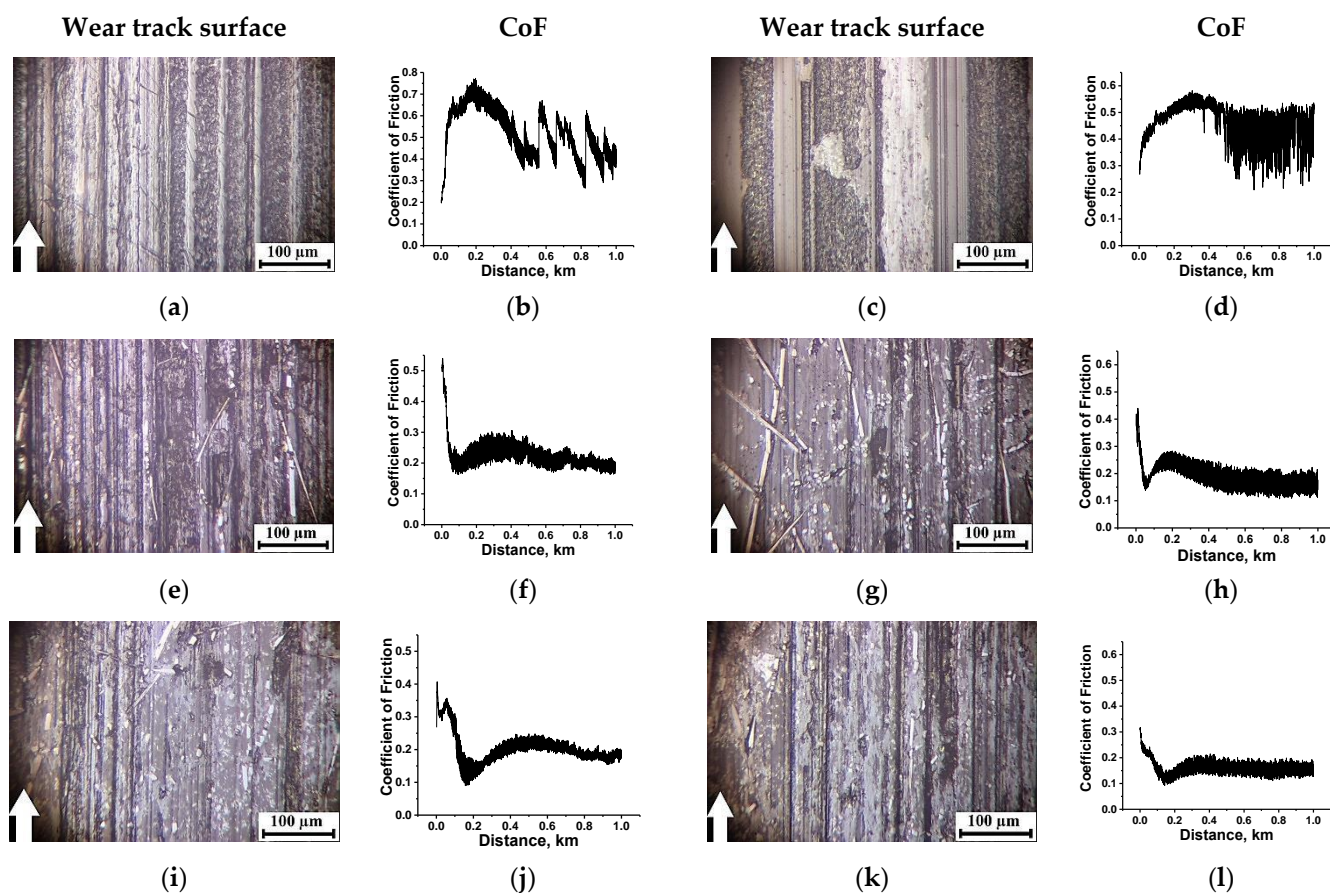 Wear track surface CoF Wear track surface CoF
100 µm
Coefficient of Friction
0.8
0.7
0.6
0.5
0.4
0.3
0.2
0.1
0.0
0.0 0.2 0.4 0.6 0.8 1.0
Distance, km
100 µm
Coefficient of Friction
0.6
0.5
0.4
0.3
0.2
0.1
0.0
0.0 0.2 0.4 0.6 0.8 1.0
Distance, km
(a) (b) (c) (d)
100 µm
Coefficient of Friction
0.5
0.4
0.3
0.2
0.1
0.0
0.0 0.2 0.4 0.6 0.8 1.0
Distance, km
100 µm
Coefficient of Friction
0.6
0.5
0.4
0.3
0.2
0.1
0.0
0.0 0.2 0.4 0.6 0.8 1.0
Distance, km
(e) (f) (g) (h)
100 µm
Coefficient of Friction
0.5
0.4
0.3
0.2
0.1
0.0
0.0 0.2 0.4 0.6 0.8 1.0
Distance, km
100 µm
Coefficient of Friction
0.6
0.5
0.4
0.3
0.2
0.1
0.0
0.0 0.2 0.4 0.6 0.8 1.0
Distance, km
(i) (j) (k) (l)